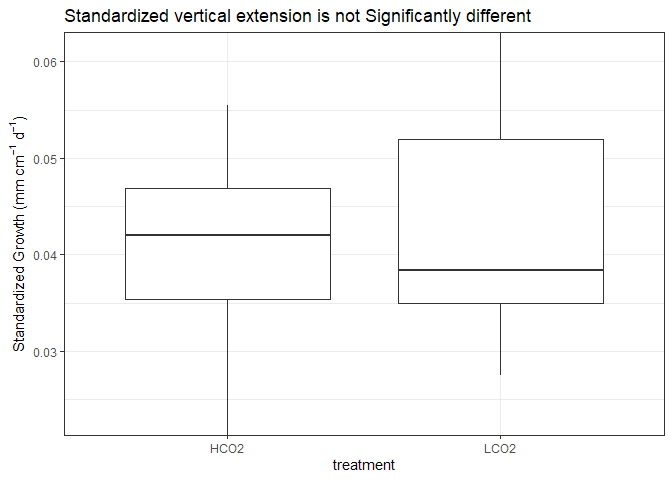 Standardized vertical extension is not Significantly different
Standardized Growth (mm cm⁻¹ d⁻¹)
0.06
0.05
0.04
0.03
HCO2 LCO2
treatment